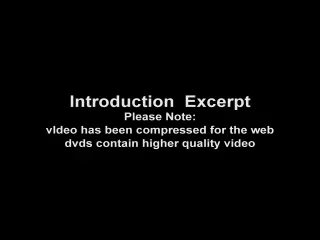 Introduction Excerpt
Please Note:
vIdeo has been compressed for the web
dvds contain higher quality video